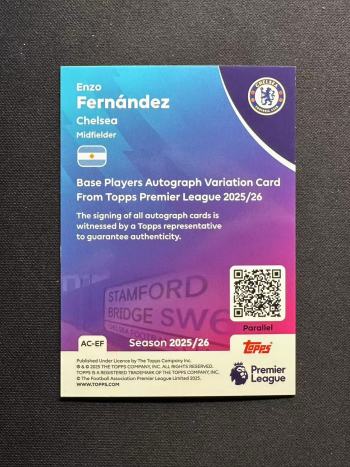 Enzo
Fernández
Chelsea
Midfielder
CHELSEA
FOOTBALL CLUB
Base Players Autograph Variation Card
From Topps Premier League 2025/26
The signing of all autograph cards is
witnessed by a Topps representative
to guarantee authenticity.
STAMFORD
BRIDGE SW6
Parallel
AC-EF
Season 2025/26
Topps
Published Under Licence by The Topps Company Inc.
® & © 2025 THE TOPPS COMPANY, INC. ALL RIGHTS RESERVED.
TOPPS IS A REGISTERED TRADEMARK OF THE TOPPS COMPANY, INC.
© The Football Association Premier League Limited 2025.
WWW.TOPPS.COM
Premier
League